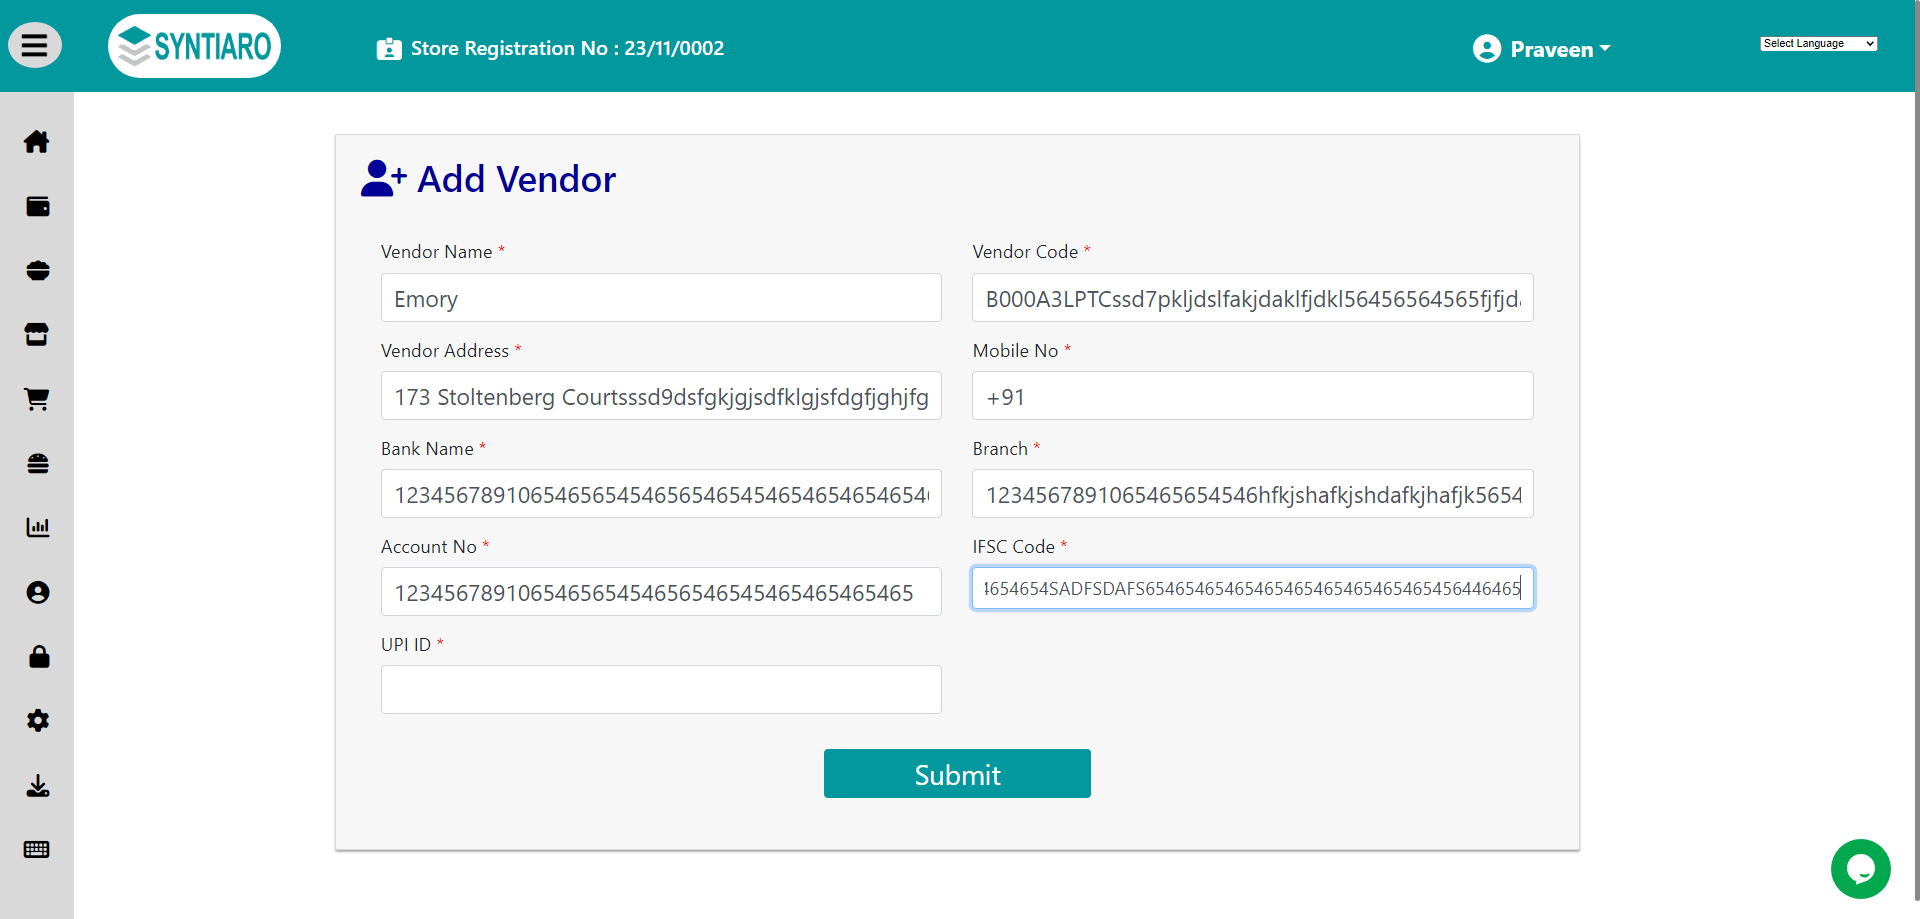 SYNTIARO
Store Registration No : 23/11/0002
Praveen
Select Language
Add Vendor
Vendor Name *
Vendor Code *
Emory
B000A3LPTCssd7pkljdslfakjdaklfjdkl56456564565fjfjd
Vendor Address *
Mobile No *
173 Stoltenberg Courtsssd9dsfgkjgjsdfklgjsfdgfjghjfg
+91
Bank Name *
Branch *
1234567891065465654546565465454654654654654
1234567891065465654546hfkjshafkjshdafkjhafjk5654
Account No *
IFSC Code *
123456789106546565454656546545465465465465
4654654SADFSDAFS654654654654654654654654654654456446465
UPI ID *
Submit